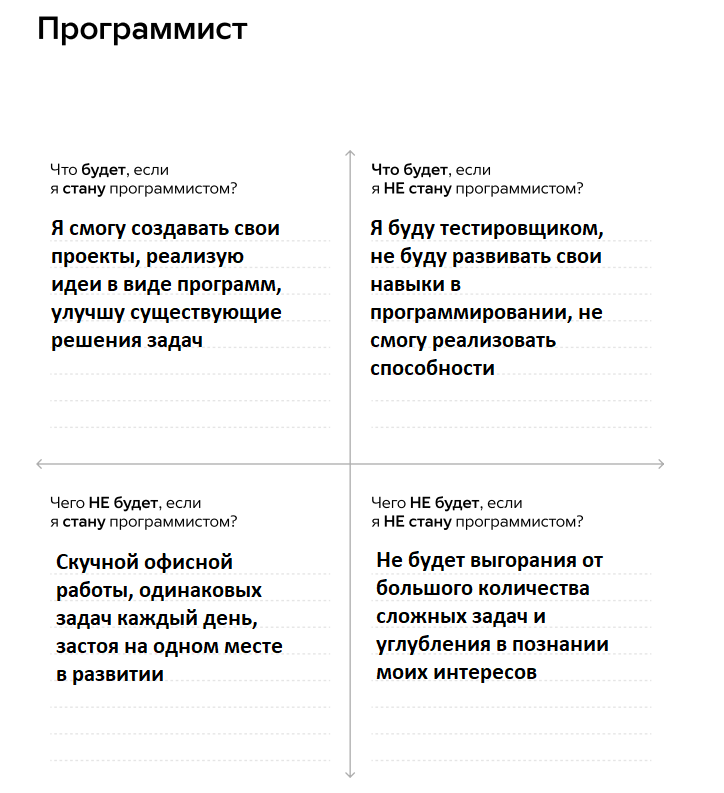 Программист
Что будет, если
я стану программистом?
Я смогу создавать свои
проекты, реализую
идеи в виде программ,
улучшу существующие
решения задач
Что будет, если
я НЕ стану программистом?
Я буду тестировщиком,
не буду развивать свои
навыки в
программировании, не
смогу реализовать
способности
Чего НЕ будет, если
я стану программистом?
Скучной офисной
работы, одинаковых
задач каждый день,
застоя на одном месте
в развитии
Чего НЕ будет, если
я НЕ стану программистом?
Не будет выгорания от
большого количества
сложных задач и
углубления в познании
моих интересов